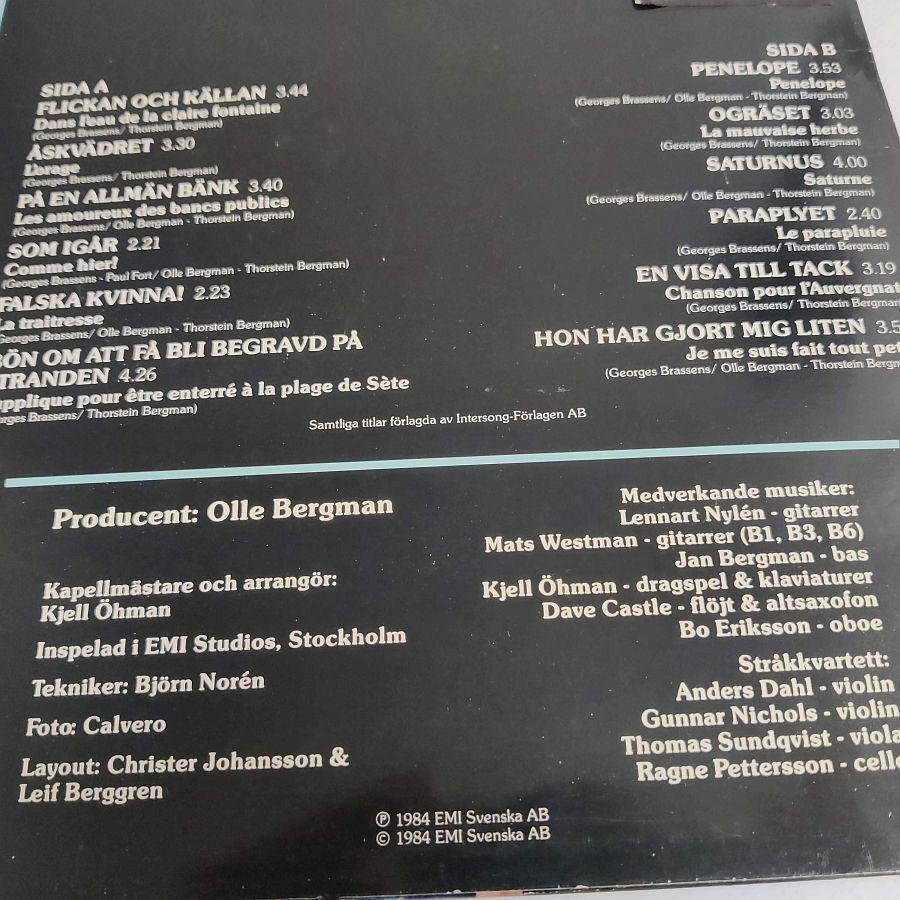 SIDA A
FLICKAN OCH KÄLLAN 3.44
Dans l'eau de la claire fontaine
(Georges Brassens/ Thorstein Bergman)
ÅSKVÄDRET 3.30
L'orage
(Georges Brassens/ Thorstein Bergman)
PÅ EN ALLMÄN BÄNK 3.40
Les amoureux des bancs publics
(Georges Brassens/ Olle Bergman - Thorstein Bergman)
SOM IGÅR 2.21
Comme hier!
(Georges Brassens - Paul Fort/ Olle Bergman - Thorstein Bergman)
FALSKA KVINNA! 2.23
La traîtresse
(Georges Brassens/ Olle Bergman - Thorstein Bergman)
BÖN OM ATT FÅ BLI BEGRAVD PÅ
TRANDEN 4.26
upplique pour être enterré à la plage de Sète
orges Brassens/ Thorstein Bergman)
SIDA B
PENELOPE 3.53
Penelope
(Georges Brassens/ Olle Bergman - Thorstein Bergman)
OGRÄSET 3.03
La mauvaise herbe
(Georges Brassens/ Thorstein Bergman)
SATURNUS 4.00
Saturne
(Georges Brassens/ Olle Bergman - Thorstein Bergman)
PARAPLYET 2.40
Le parapluie
(Georges Brassens/ Thorstein Bergman)
EN VISA TILL TACK 3.19
Chanson pour l'Auvergnat
(Georges Brassens/ Thorstein Bergman
HON HAR GJORT MIG LITEN 3.5
Je me suis fait tout pet
(Georges Brassens/ Olle Bergman - Thorstein Bergm
Samtliga titlar förlagda av Intersong-Förlagen AB
Producent: Olle Bergman
Kapellmästare och arrangör:
Kjell Öhman
Inspelad i EMI Studios, Stockholm
Tekniker: Björn Norén
Foto: Calvero
Layout: Christer Johansson &
Leif Berggren
Medverkande musiker:
Lennart Nylén - gitarrer
Mats Westman - gitarrer (B1, B3, B6)
Jan Bergman - bas
Kjell Öhman - dragspel & klaviaturer
Dave Castle - flöjt & altsaxofon
Bo Eriksson - oboe
Stråkkvartett:
Anders Dahl - violin
Gunnar Nichols - violin
Thomas Sundqvist - viola
Ragne Pettersson - cello
℗ 1984 EMI Svenska AB
© 1984 EMI Svenska AB